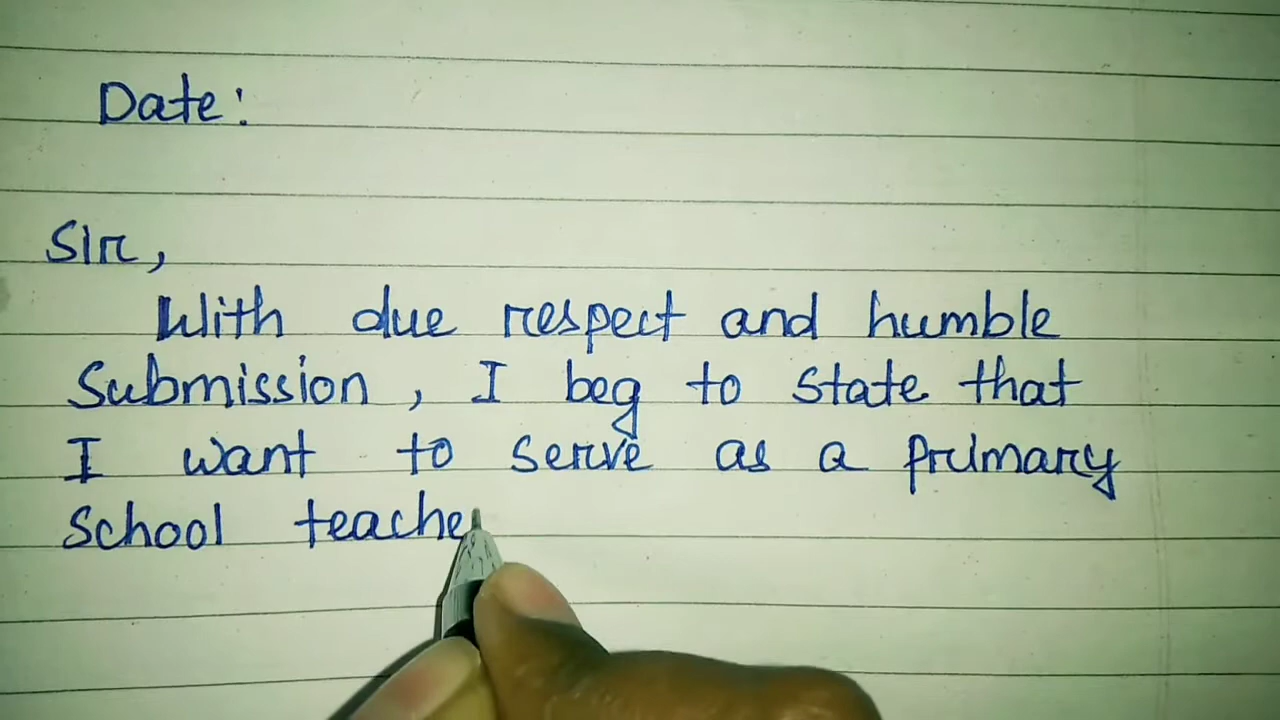 Date:
Sir,
With due respect and humble
Submission, I beg to state that
I want to serve as a primary
School teache